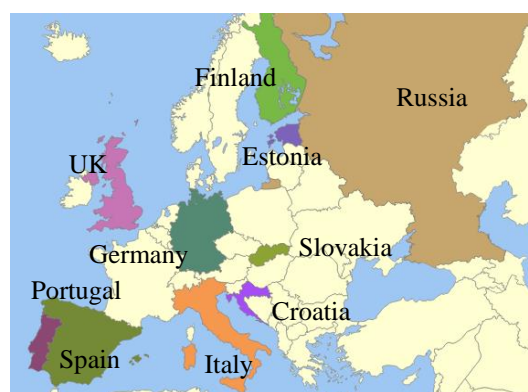 Finland
Russia
Estonia
UK
Germany
Slovakia
Portugal
Croatia
Spain
Italy